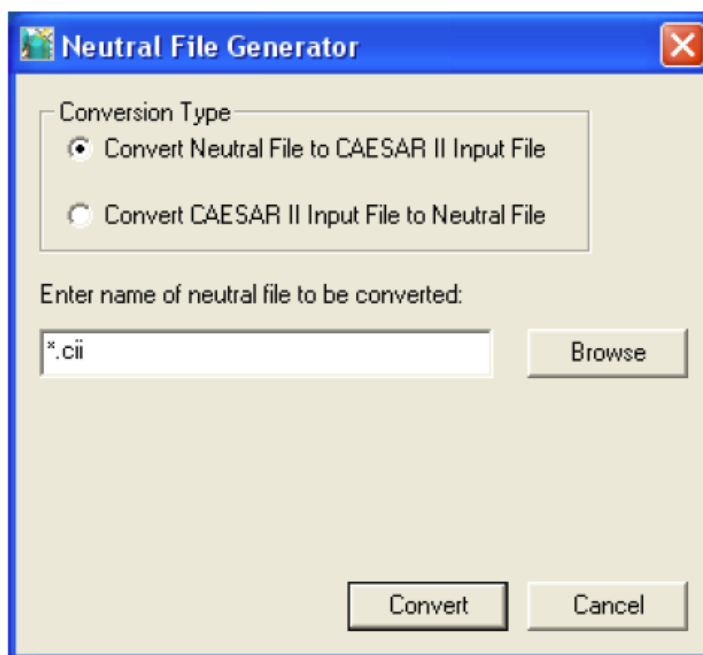 Neutral File Generator
Conversion Type
Convert Neutral File to CAESAR II Input File
Convert CAESAR II Input File to Neutral File
Enter name of neutral file to be converted:
*.cii
Browse
Convert
Cancel